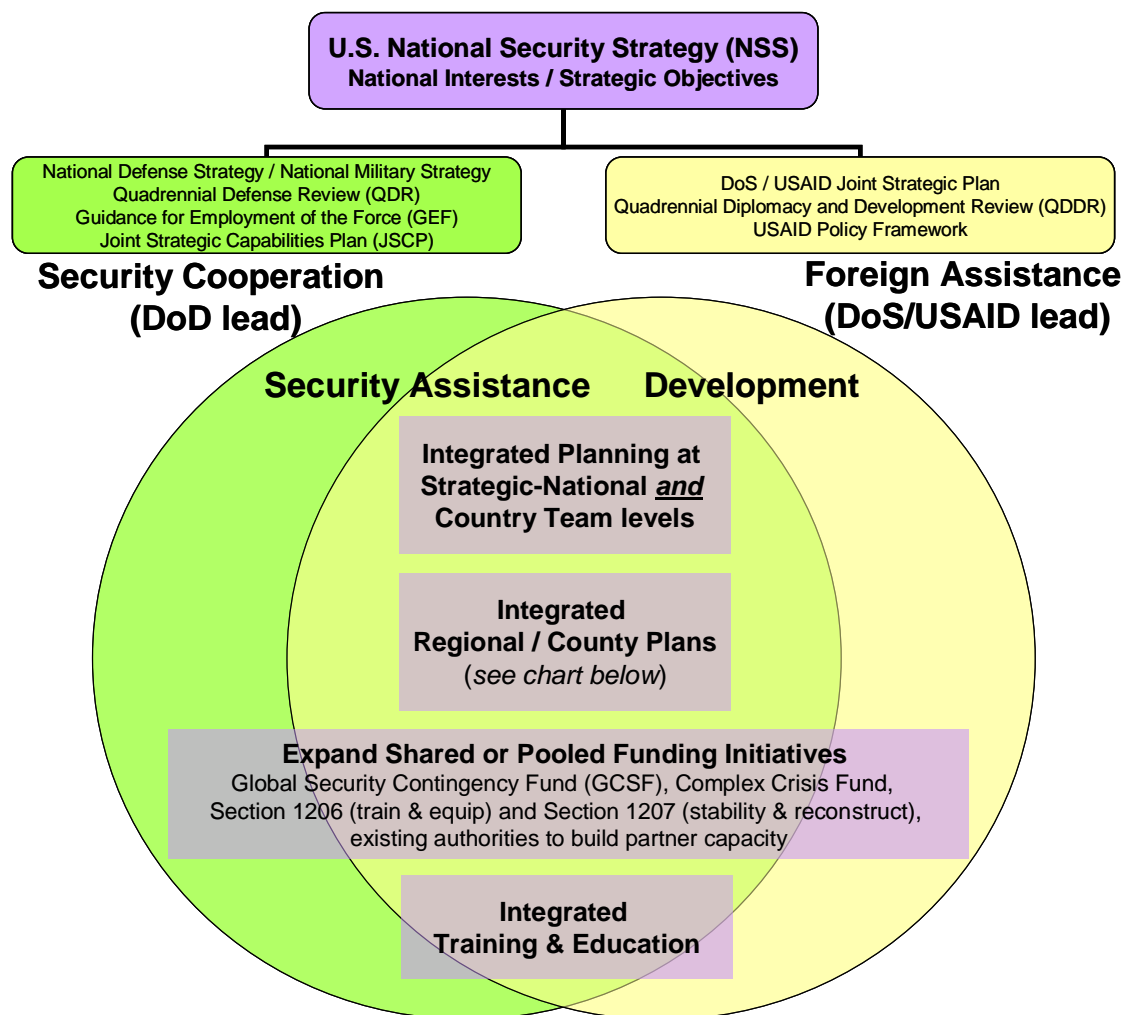 U.S. National Security Strategy (NSS)
National Interests / Strategic Objectives
National Defense Strategy / National Military Strategy
Quadrennial Defense Review (QDR)
Guidance for Employment of the Force (GEF)
Joint Strategic Capabilities Plan (JSCP)
DoS / USAID Joint Strategic Plan
Quadrennial Diplomacy and Development Review (QDDR)
USAID Policy Framework
Security Cooperation
(DoD lead)
Foreign Assistance
(DoS/USAID lead)
Security Assistance
Development
Integrated Planning at
Strategic-National and
Country Team levels
Integrated
Regional / County Plans
(see chart below)
Expand Shared or Pooled Funding Initiatives
Global Security Contingency Fund (GCSF), Complex Crisis Fund,
Section 1206 (train & equip) and Section 1207 (stability & reconstruct),
existing authorities to build partner capacity
Integrated
Training & Education